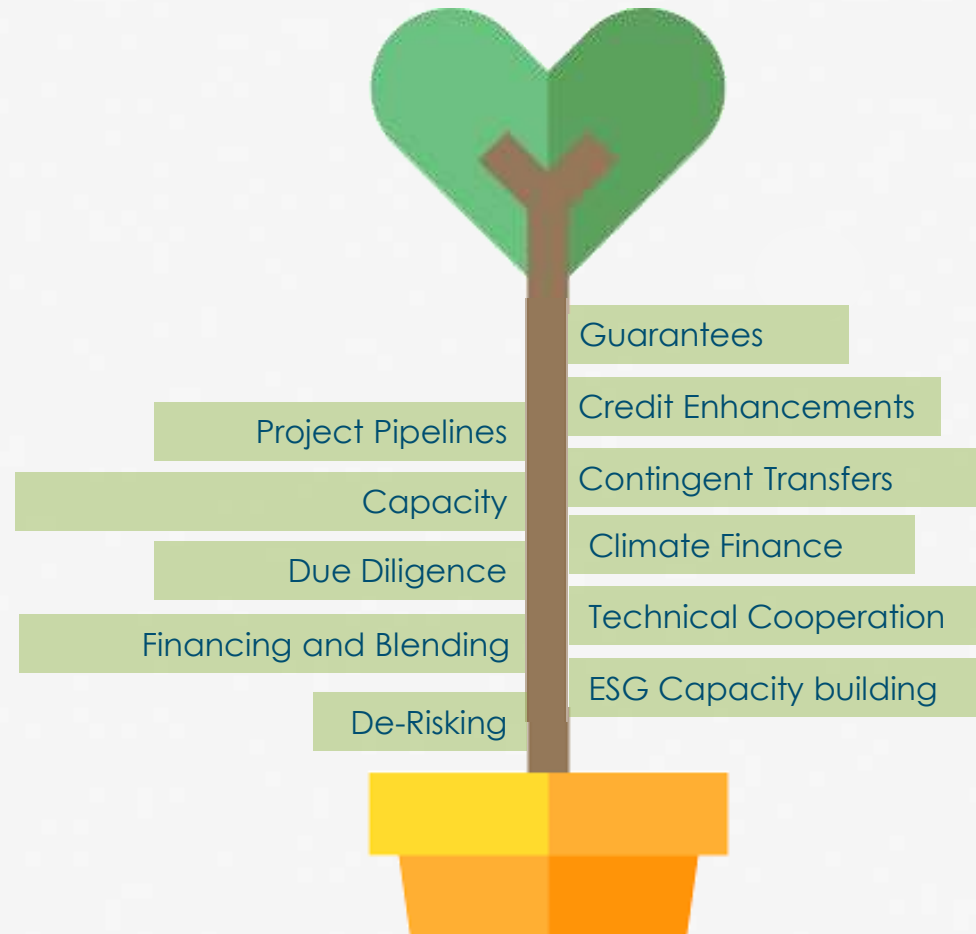 Project Pipelines
Capacity
Due Diligence
Financing and Blending
De-Risking
Guarantees
Credit Enhancements
Contingent Transfers
Climate Finance
Technical Cooperation
ESG Capacity building